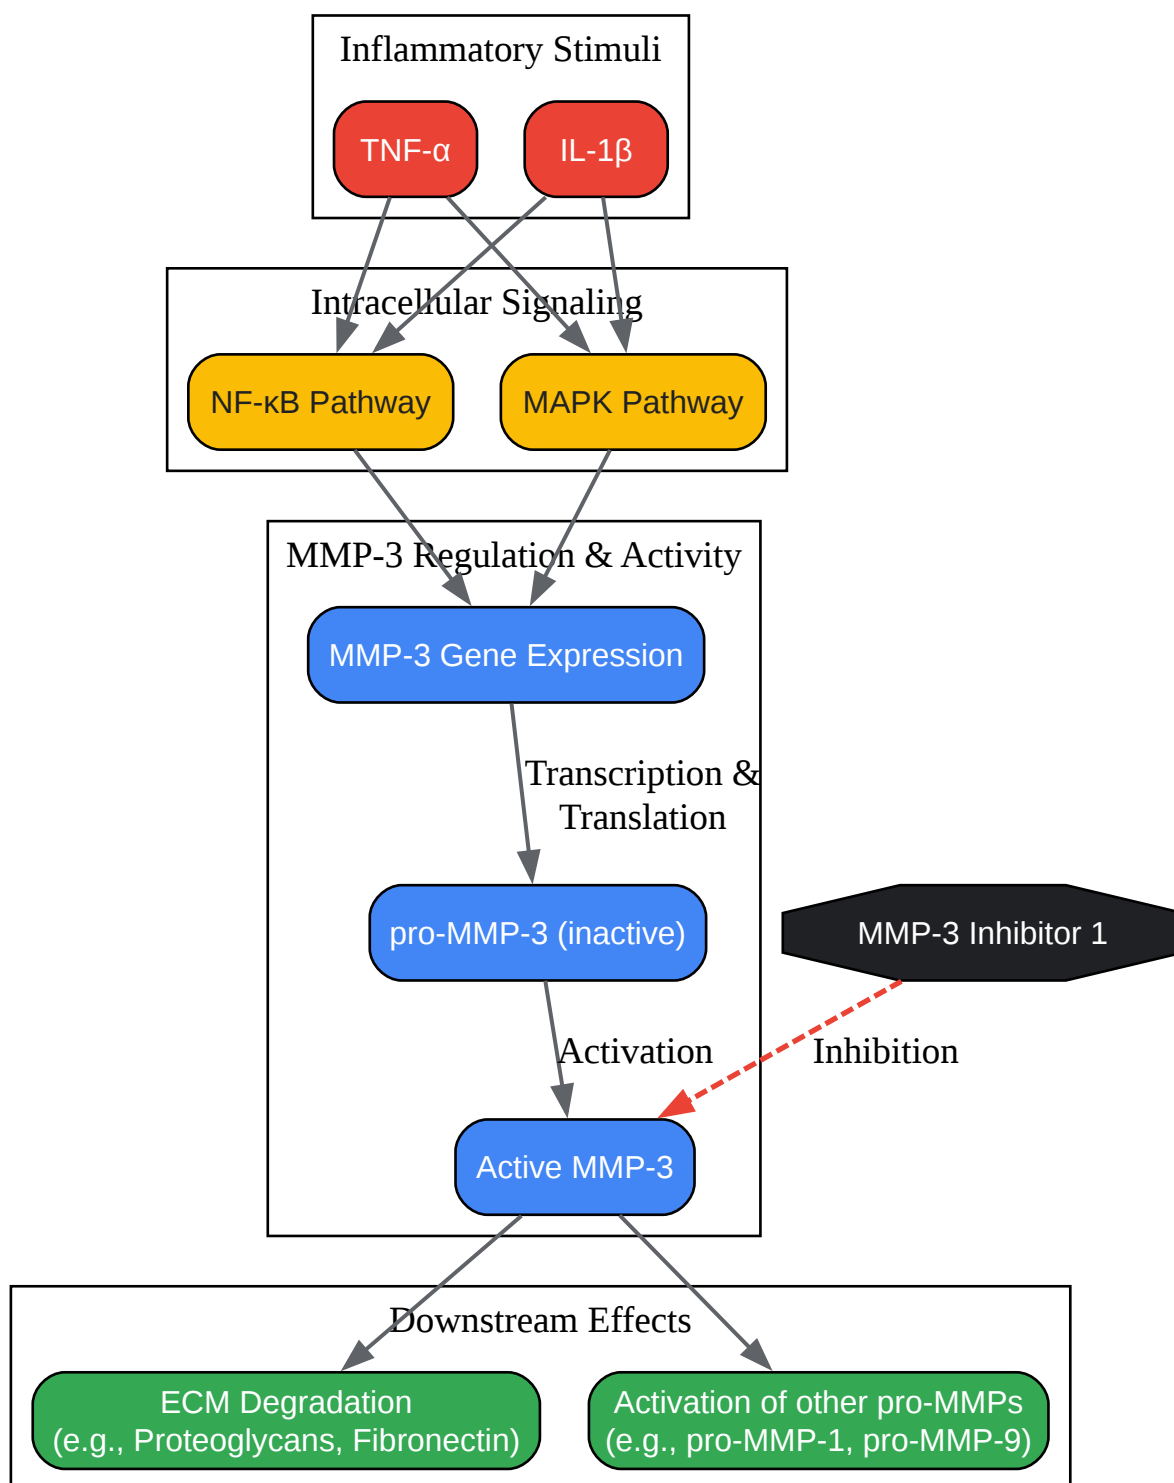 Inflammatory Stimuli
TNF-α
IL-1β
Intracellular Signaling
NF-κB Pathway
MAPK Pathway
MMP-3 Regulation & Activity
MMP-3 Gene Expression
Transcription &
Translation
pro-MMP-3 (inactive)
MMP-3 Inhibitor 1
Activation
Inhibition
Active MMP-3
Downstream Effects
ECM Degradation
(e.g., Proteoglycans, Fibronectin)
Activation of other pro-MMPs
(e.g., pro-MMP-1, pro-MMP-9)